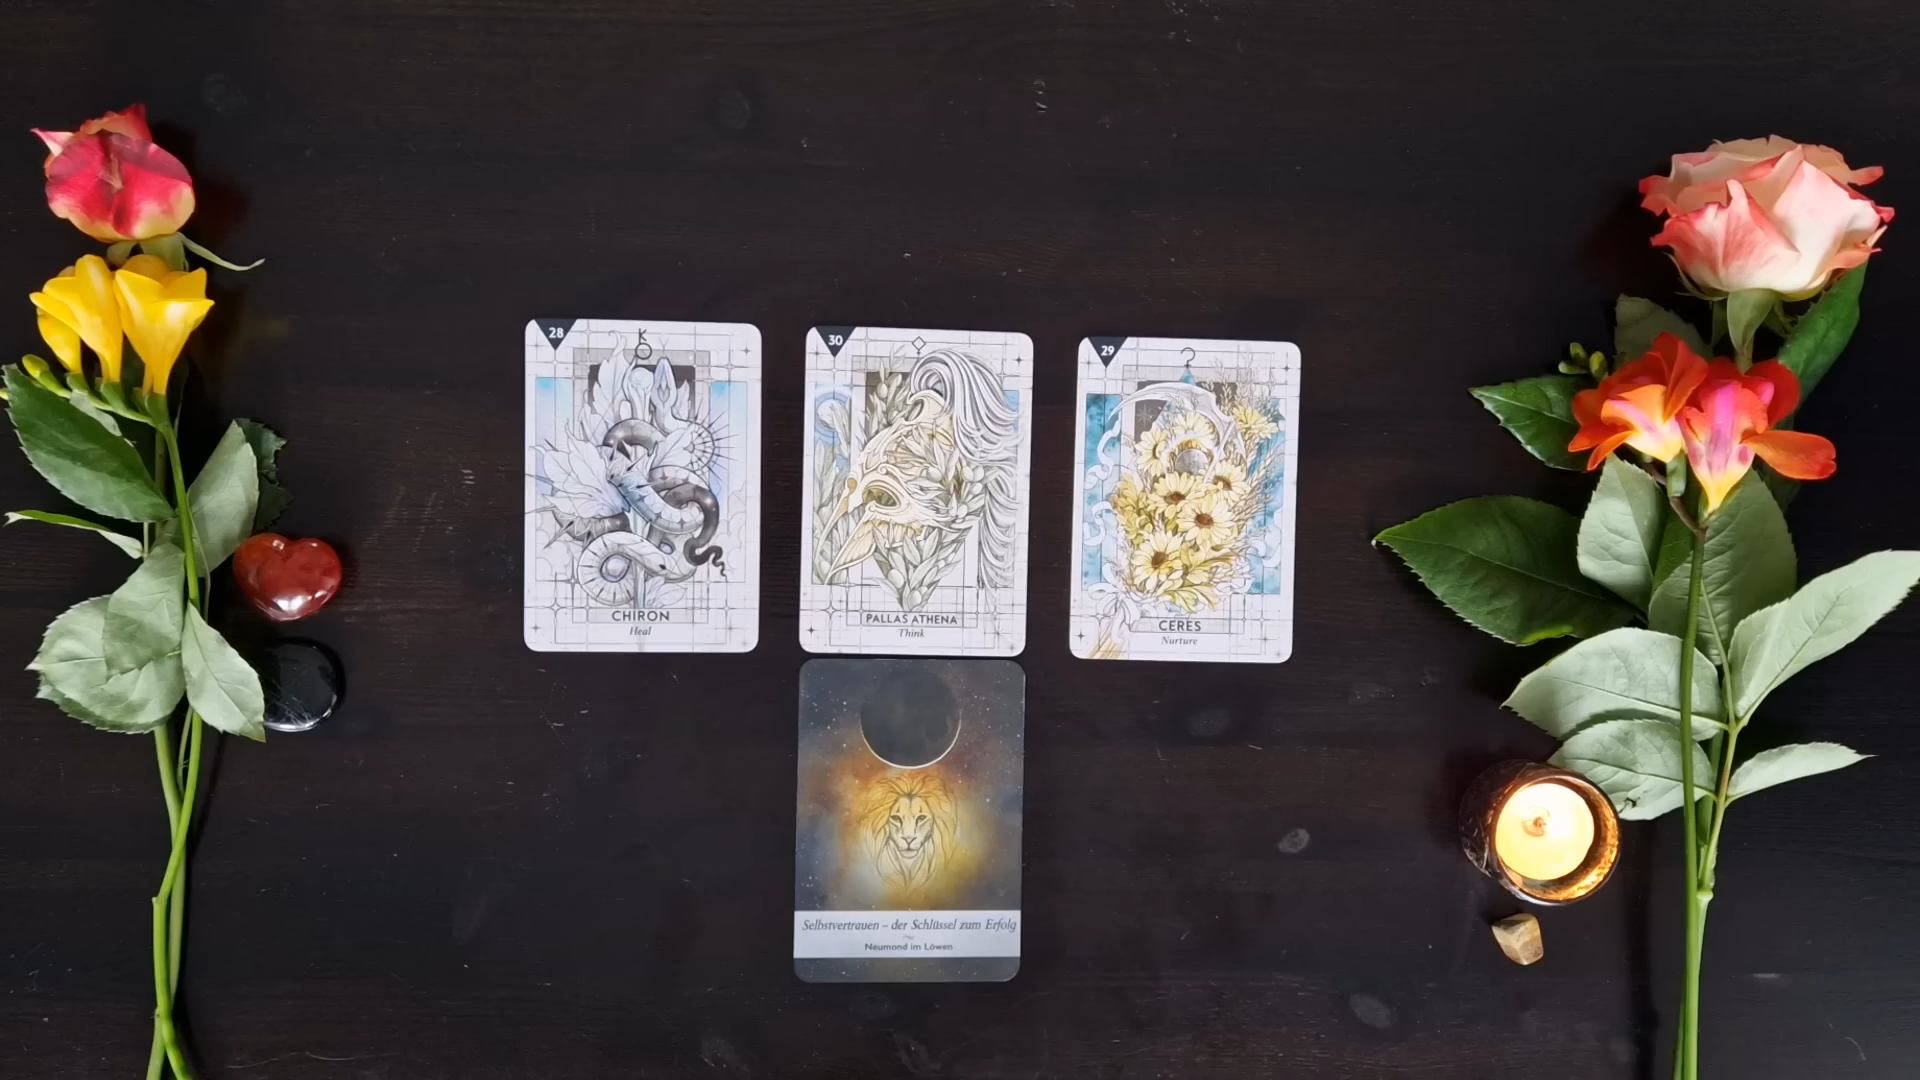 28
CHIRON
Heal
30
PALLAS ATHENA
Think
29
CERES
Nurture
Selbstvertrauen – der Schlüssel zum Erfolg
Neumond im Löwen